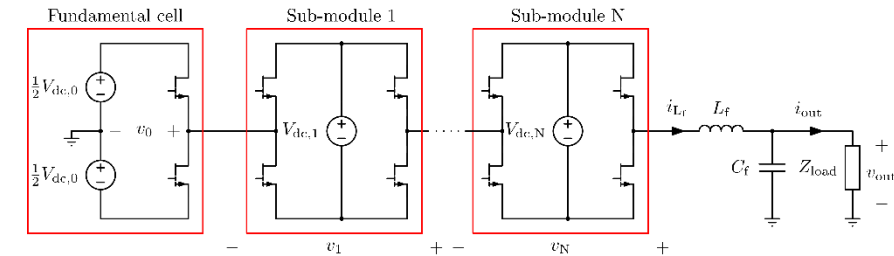 Fundamental cell Sub-module 1 Sub-module N
½V_dc,0
− v_0 +
½V_dc,0
V_dc,1
V_dc,N
i_Lf L_f i_out
C_f Z_load
+
v_out
−
− v_1 + − v_N +